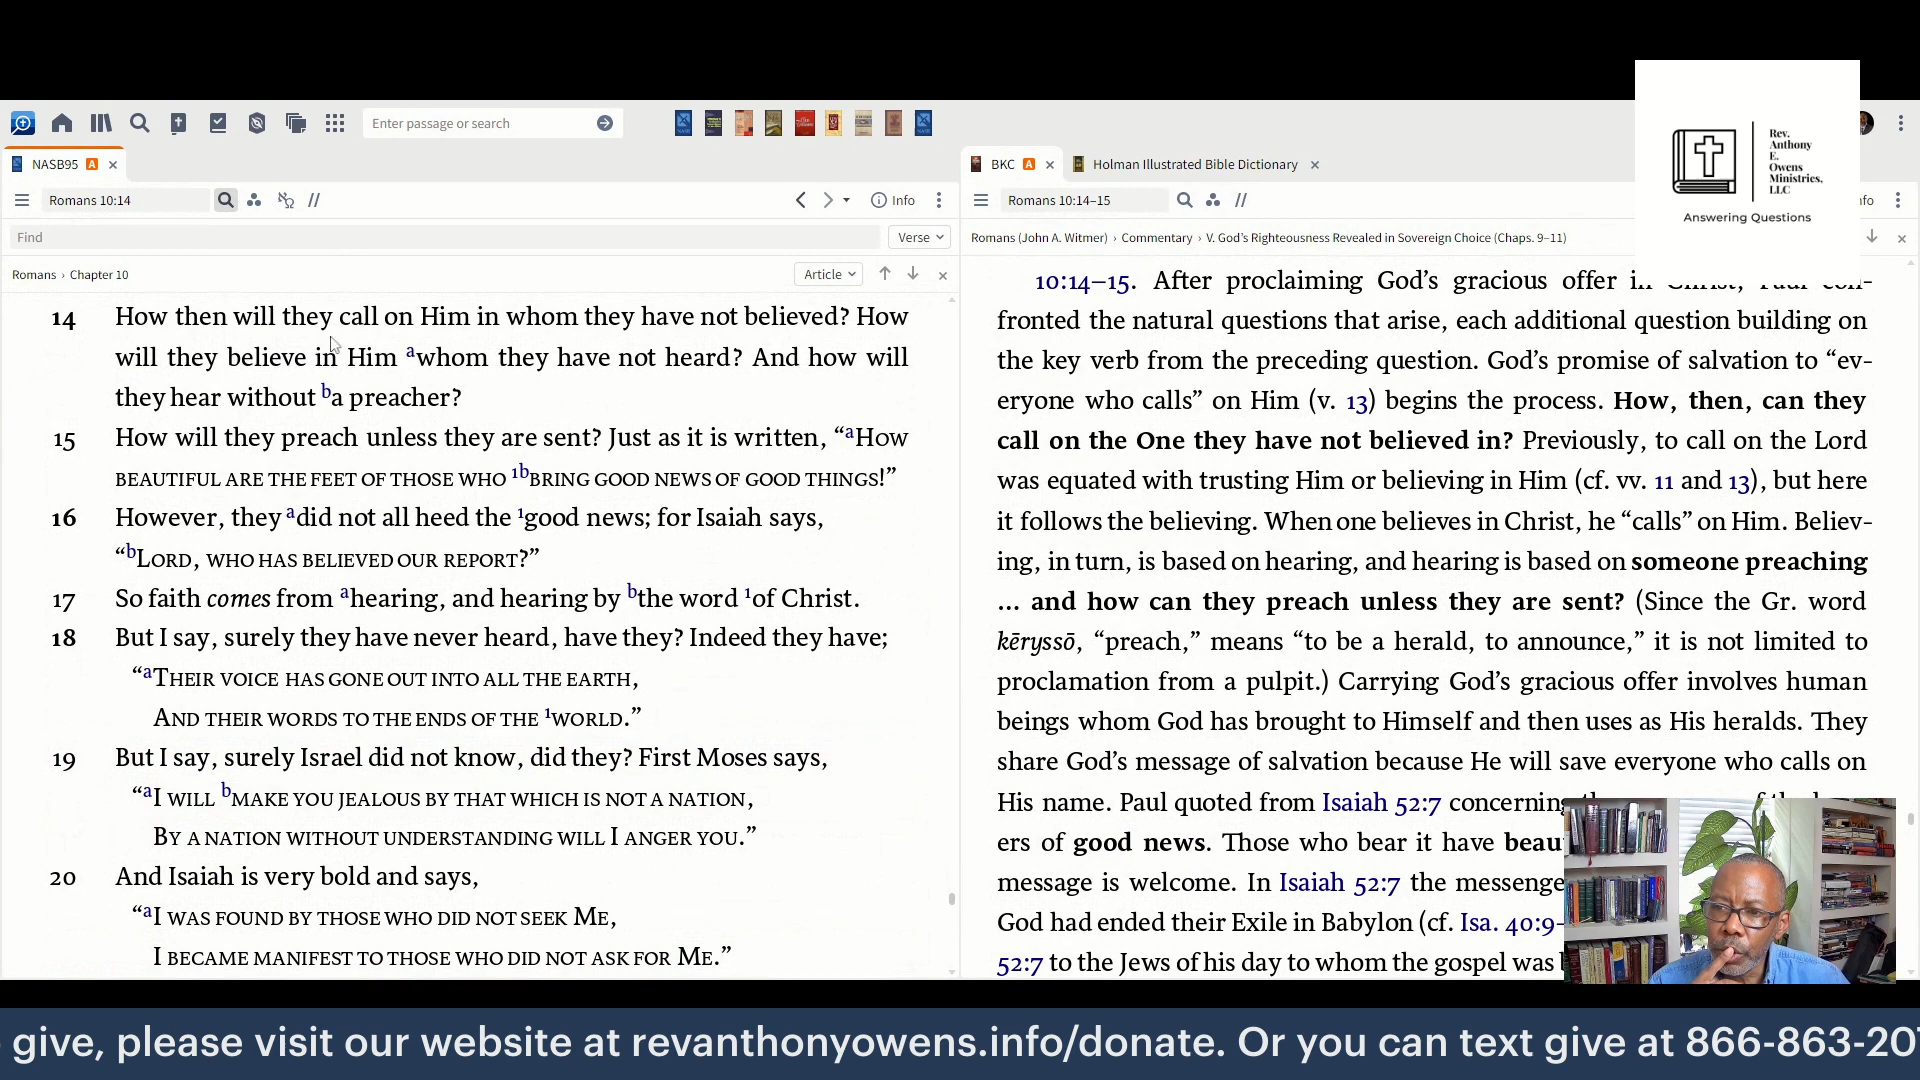 Enter passage or search
Rev.
Anthony
E.
Owens
Ministries,
LLC
Answering Questions
NASB95 A
BKC A
Holman Illustrated Bible Dictionary
Romans 10:14
Info
Romans 10:14–15
Find
Verse
Romans (John A. Witmer) › Commentary › V. God's Righteousness Revealed in Sovereign Choice (Chaps. 9–11)
Romans › Chapter 10
Article
14 How then will they call on Him in whom they have not believed? How
will they believe in Him a whom they have not heard? And how will
they hear without b a preacher?
15 How will they preach unless they are sent? Just as it is written, “a HOW
BEAUTIFUL ARE THE FEET OF THOSE WHO 1b BRING GOOD NEWS OF GOOD THINGS!”
16 However, they a did not all heed the 1 good news; for Isaiah says,
“b LORD, WHO HAS BELIEVED OUR REPORT?”
17 So faith comes from a hearing, and hearing by b the word 1 of Christ.
18 But I say, surely they have never heard, have they? Indeed they have;
“a THEIR VOICE HAS GONE OUT INTO ALL THE EARTH,
AND THEIR WORDS TO THE ENDS OF THE 1 WORLD.”
19 But I say, surely Israel did not know, did they? First Moses says,
“a I WILL b MAKE YOU JEALOUS BY THAT WHICH IS NOT A NATION,
BY A NATION WITHOUT UNDERSTANDING WILL I ANGER YOU.”
20 And Isaiah is very bold and says,
“a I WAS FOUND BY THOSE WHO DID NOT SEEK ME,
I BECAME MANIFEST TO THOSE WHO DID NOT ASK FOR ME.”
10:14–15. After proclaiming God’s gracious offer
fronted the natural questions that arise, each additional question building on
the key verb from the preceding question. God’s promise of salvation to “ev-
eryone who calls” on Him (v. 13) begins the process. How, then, can they
call on the One they have not believed in? Previously, to call on the Lord
was equated with trusting Him or believing in Him (cf. vv. 11 and 13), but here
it follows the believing. When one believes in Christ, he “calls” on Him. Believ-
ing, in turn, is based on hearing, and hearing is based on someone preaching
... and how can they preach unless they are sent? (Since the Gr. word
kēryssō, “preach,” means “to be a herald, to announce,” it is not limited to
proclamation from a pulpit.) Carrying God’s gracious offer involves human
beings whom God has brought to Himself and then uses as His heralds. They
share God’s message of salvation because He will save everyone who calls on
His name. Paul quoted from Isaiah 52:7 concerning
ers of good news. Those who bear it have
message is welcome. In Isaiah 52:7 the
God had ended their Exile in Babylon (cf. Isa. 40:9–
52:7 to the Jews of his day to whom the gospel was
give, please visit our website at revanthonyowens.info/donate. Or you can text give at 866-863-20